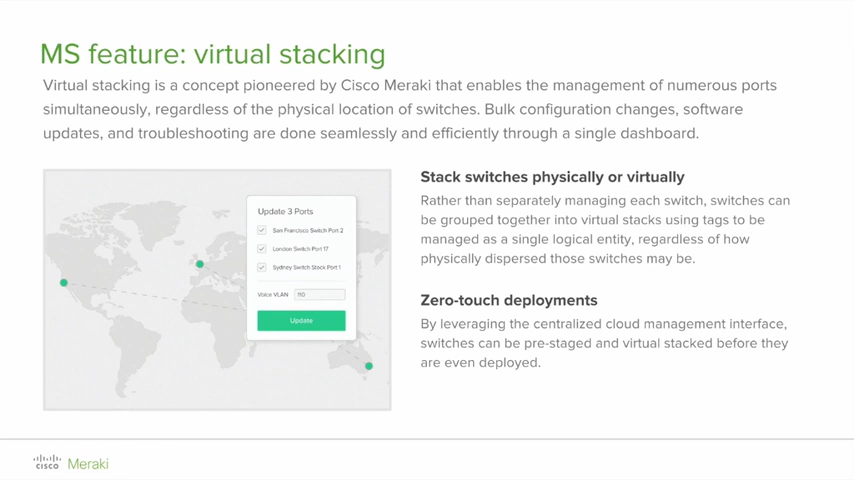 MS feature: virtual stacking
Virtual stacking is a concept pioneered by Cisco Meraki that enables the management of numerous ports
simultaneously, regardless of the physical location of switches. Bulk configuration changes, software
updates, and troubleshooting are done seamlessly and efficiently through a single dashboard.
Update 3 Ports
San Francisco Switch Port 2
London Switch Port 17
Sydney Switch Stack Port 1
Voice VLAN 110
Update
Stack switches physically or virtually
Rather than separately managing each switch, switches can
be grouped together into virtual stacks using tags to be
managed as a single logical entity, regardless of how
physically dispersed those switches may be.
Zero-touch deployments
By leveraging the centralized cloud management interface,
switches can be pre-staged and virtual stacked before they
are even deployed.
cisco Meraki